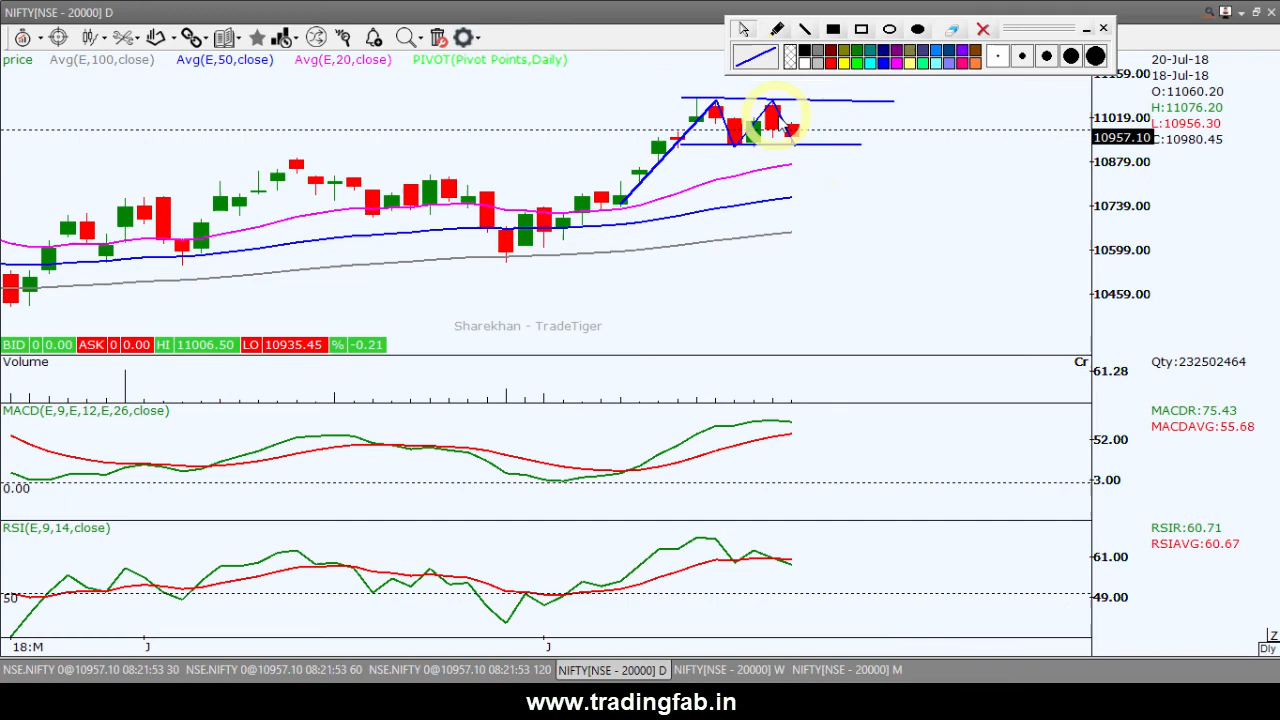 NIFTY[NSE - 20000] D
price Avg(E,100,close) Avg(E,50,close) Avg(E,20,close) PIVOT(Pivot Points,Daily)
20-Jul-18
18-Jul-18
O:11060.20
H:11076.20
L:10956.30
C:10980.45
11159.00
11019.00
10957.10
10879.00
10739.00
10599.00
10459.00
Sharekhan - TradeTiger
BID 0 0.00 ASK 0 0.00 HI 11006.50 LO 10935.45 % -0.21
Volume
Cr
61.28
Qty:232502464
MACD(E,9,E,12,E,26,close)
MACDR:75.43
MACDAVG:55.68
52.00
3.00
0.00
RSI(E,9,14,close)
RSIR:60.71
RSIAVG:60.67
61.00
49.00
50
18:M J J
Z
Dly
NSE.NIFTY 0@10957.10 08:21:53 30 NSE.NIFTY 0@10957.10 08:21:53 60 NSE.NIFTY 0@10957.10 08:21:53 120 NIFTY[NSE - 20000] D NIFTY[NSE - 20000] W NIFTY[NSE - 20000] M
www.tradingfab.in